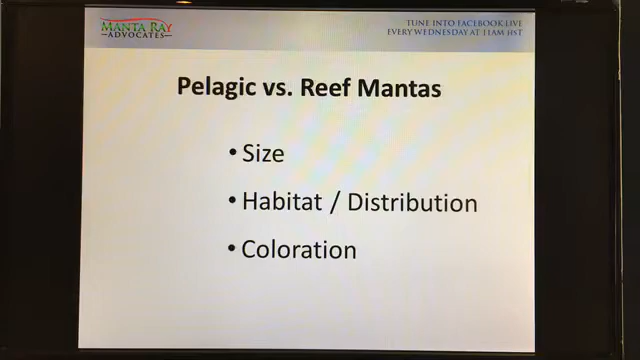 MANTA RAY
ADVOCATES
TUNE INTO FACEBOOK LIVE
EVERY WEDNESDAY AT 11AM HST
Pelagic vs. Reef Mantas
• Size
• Habitat / Distribution
• Coloration